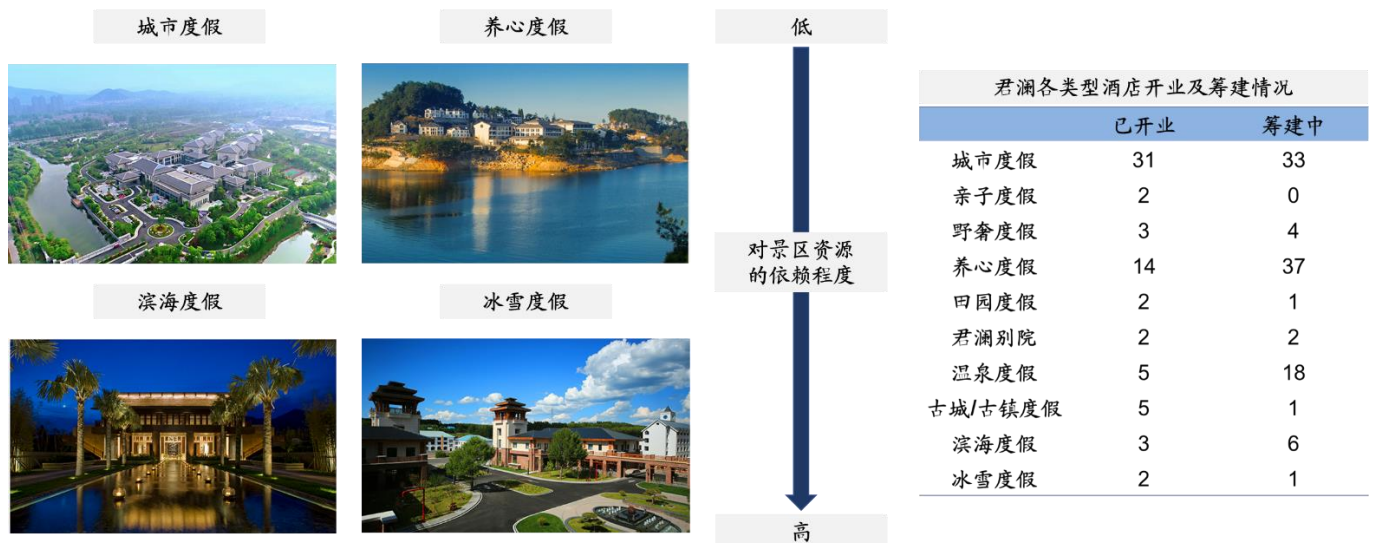 城市度假
养心度假
滨海度假
冰雪度假
低
对景区资源
的依赖程度
高
君澜各类型酒店开业及筹建情况
已开业 筹建中
城市度假 31 33
亲子度假 2 0
野奢度假 3 4
养心度假 14 37
田园度假 2 1
君澜别院 2 2
温泉度假 5 18
古城/古镇度假 5 1
滨海度假 3 6
冰雪度假 2 1